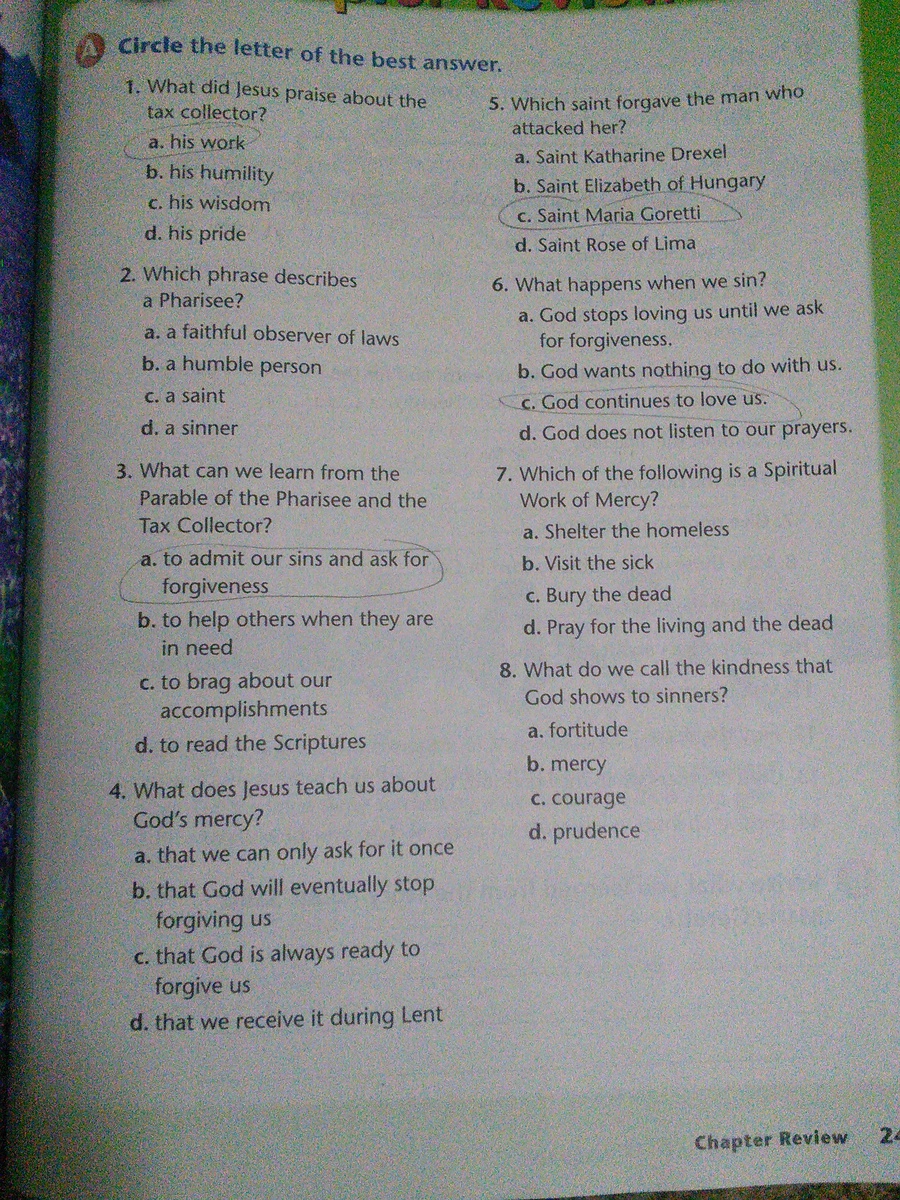 A Circle the letter of the best answer.
1. What did Jesus praise about the
tax collector?
a. his work
b. his humility
c. his wisdom
d. his pride
2. Which phrase describes
a Pharisee?
a. a faithful observer of laws
b. a humble person
c. a saint
d. a sinner
3. What can we learn from the
Parable of the Pharisee and the
Tax Collector?
a. to admit our sins and ask for
forgiveness
b. to help others when they are
in need
c. to brag about our
accomplishments
d. to read the Scriptures
4. What does Jesus teach us about
God's mercy?
a. that we can only ask for it once
b. that God will eventually stop
forgiving us
c. that God is always ready to
forgive us
d. that we receive it during Lent
5. Which saint forgave the man who
attacked her?
a. Saint Katharine Drexel
b. Saint Elizabeth of Hungary
c. Saint Maria Goretti
d. Saint Rose of Lima
6. What happens when we sin?
a. God stops loving us until we ask
for forgiveness.
b. God wants nothing to do with us.
c. God continues to love us.
d. God does not listen to our prayers.
7. Which of the following is a Spiritual
Work of Mercy?
a. Shelter the homeless
b. Visit the sick
c. Bury the dead
d. Pray for the living and the dead
8. What do we call the kindness that
God shows to sinners?
a. fortitude
b. mercy
c. courage
d. prudence
Chapter Review